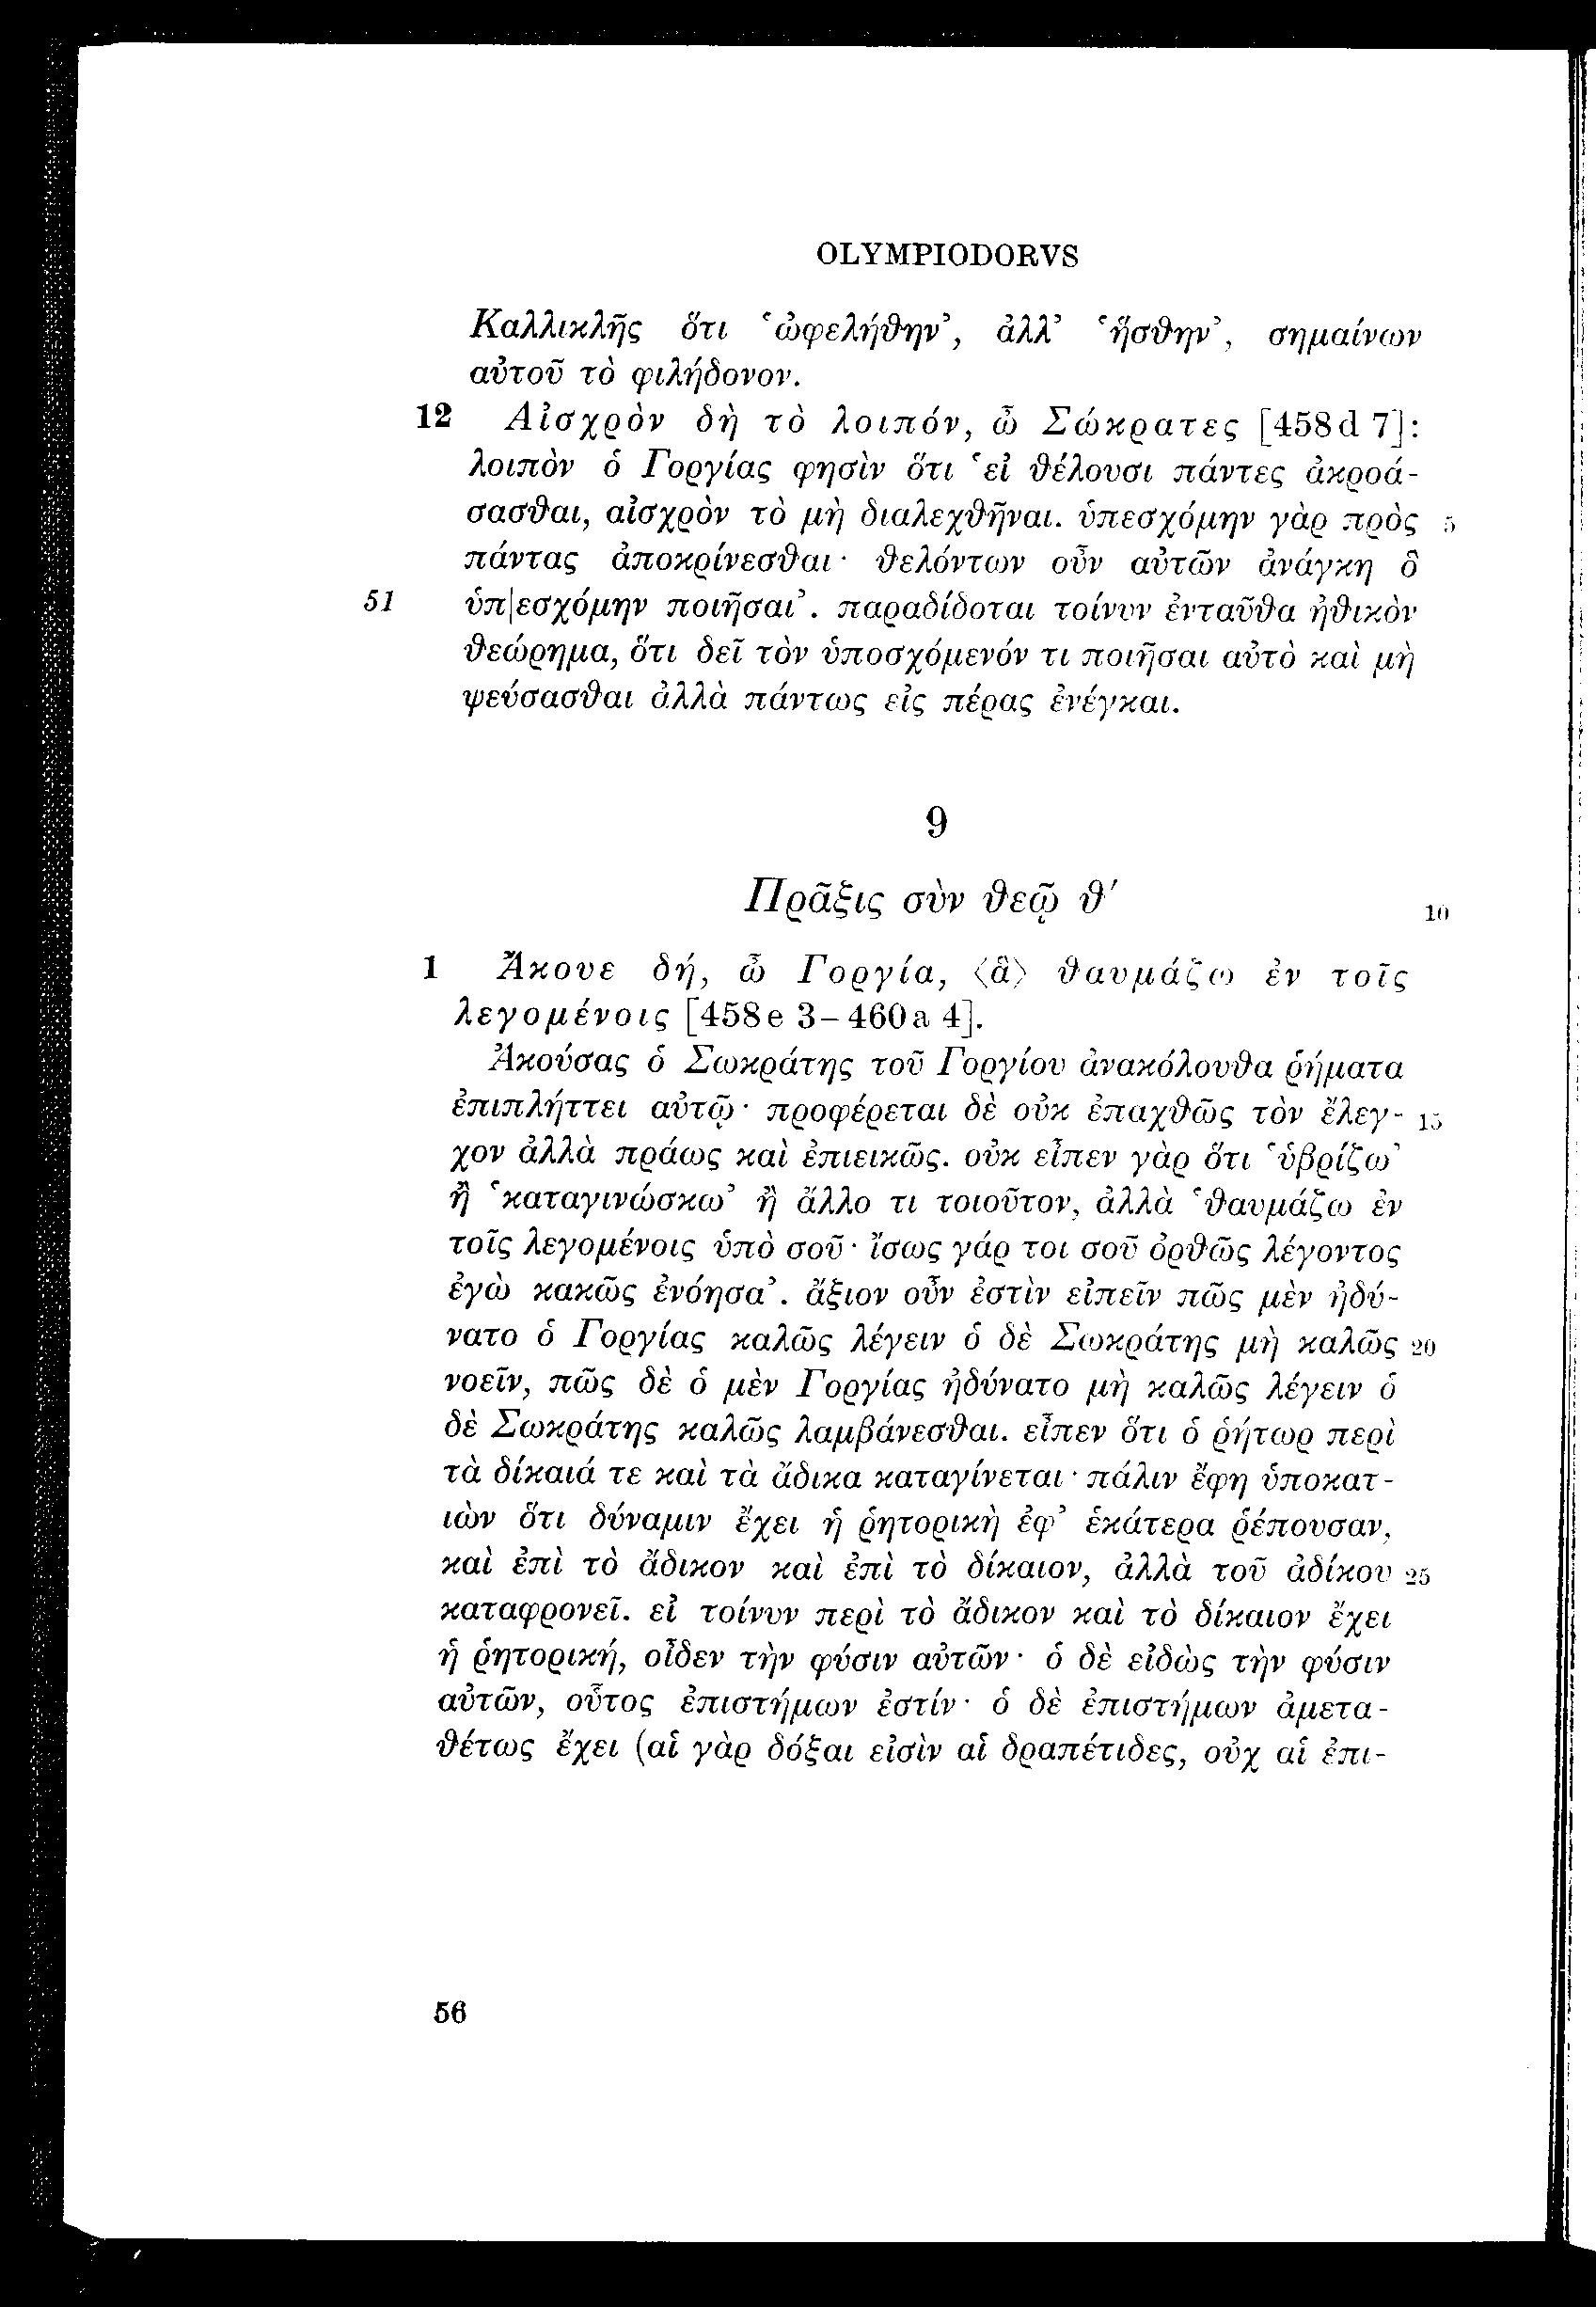 OLYMPIODORVS
Καλλικλῆς ὅτι ‘ὠφελήθην’, ἀλλ’ ‘ἥσθην’, σημαίνων
αὐτοῦ τὸ φιλήδονον.
12 Αἰσχρὸν δὴ τὸ λοιπόν, ὦ Σώκρατες [458d 7]:
λοιπὸν ὁ Γοργίας φησὶν ὅτι ‘εἰ θέλουσι πάντες ἀκροά-
σασθαι, αἰσχρὸν τὸ μὴ διαλεχθῆναι. ὑπεσχόμην γὰρ πρὸς 5
πάντας ἀποκρίνεσθαι· θελόντων οὖν αὐτῶν ἀνάγκη ὃ
51 ὑπ|εσχόμην ποιῆσαι’. παραδίδοται τοίνυν ἐνταῦθα ἠθικὸν
θεώρημα, ὅτι δεῖ τὸν ὑποσχόμενόν τι ποιῆσαι αὐτὸ καὶ μὴ
ψεύσασθαι ἀλλὰ πάντως εἰς πέρας ἐνέγκαι.
9
Πρᾶξις σὺν θεῷ θ′ 10
1 Ἄκουε δή, ὦ Γοργία, ⟨ἃ⟩ θαυμάζω ἐν τοῖς
λεγομένοις [458e 3–460a 4].
Ἀκούσας ὁ Σωκράτης τοῦ Γοργίου ἀνακόλουθα ῥήματα
ἐπιπλήττει αὐτῷ· προφέρεται δὲ οὐκ ἐπαχθῶς τὸν ἔλεγ- 15
χον ἀλλὰ πράως καὶ ἐπιεικῶς. οὐκ εἶπεν γὰρ ὅτι ‘ὑβρίζω’
ἢ ‘καταγινώσκω’ ἢ ἄλλο τι τοιοῦτον, ἀλλὰ ‘θαυμάζω ἐν
τοῖς λεγομένοις ὑπὸ σοῦ· ἴσως γάρ τοι σοῦ ὀρθῶς λέγοντος
ἐγὼ κακῶς ἐνόησα’. ἄξιον οὖν ἐστὶν εἰπεῖν πῶς μὲν ἠδύ-
νατο ὁ Γοργίας καλῶς λέγειν ὁ δὲ Σωκράτης μὴ καλῶς 20
νοεῖν, πῶς δὲ ὁ μὲν Γοργίας ἠδύνατο μὴ καλῶς λέγειν ὁ
δὲ Σωκράτης καλῶς λαμβάνεσθαι. εἶπεν ὅτι ὁ ῥήτωρ περὶ
τὰ δίκαιά τε καὶ τὰ ἄδικα καταγίνεται· πάλιν ἔφη ὑποκατ-
ιὼν ὅτι δύναμιν ἔχει ἡ ῥητορικὴ ἐφ’ ἑκάτερα ῥέπουσαν,
καὶ ἐπὶ τὸ ἄδικον καὶ ἐπὶ τὸ δίκαιον, ἀλλὰ τοῦ ἀδίκου 25
καταφρονεῖ. εἰ τοίνυν περὶ τὸ ἄδικον καὶ τὸ δίκαιον ἔχει
ἡ ῥητορική, οἶδεν τὴν φύσιν αὐτῶν· ὁ δὲ εἰδὼς τὴν φύσιν
αὐτῶν, οὗτος ἐπιστήμων ἐστίν· ὁ δὲ ἐπιστήμων ἀμετα-
θέτως ἔχει (αἱ γὰρ δόξαι εἰσὶν αἱ δραπέτιδες, οὐχ αἱ ἐπι-
56